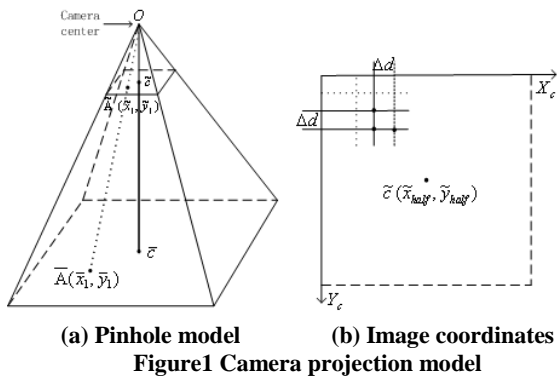 Camera
center
O
c̃
Ã (x̃₁, ỹ₁)
c̄
Ā(x̄₁, ȳ₁)
Δd
X_c
Δd
c̃ (x̃_half, ỹ_half)
Y_c
(a) Pinhole model
(b) Image coordinates
Figure1 Camera projection model